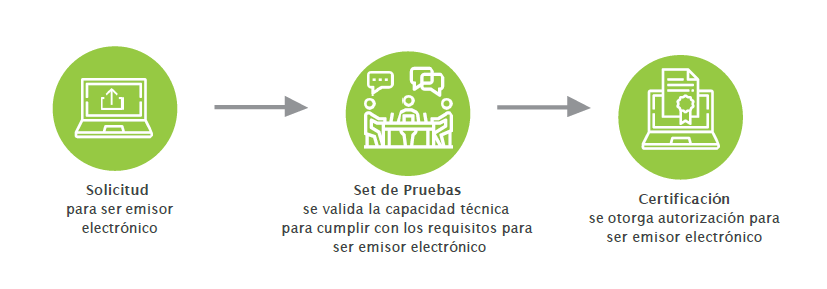 Solicitud
para ser emisor
electrónico
Set de Pruebas
se valida la capacidad técnica
para cumplir con los requisitos para
ser emisor electrónico
Certificación
se otorga autorización para
ser emisor electrónico